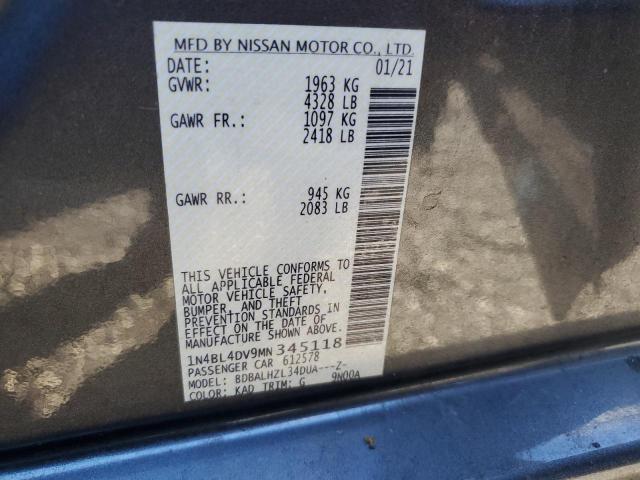 MFD BY NISSAN MOTOR CO., LTD.
DATE: 01/21
GVWR: 1963 KG
4328 LB
GAWR FR.: 1097 KG
2418 LB
GAWR RR.: 945 KG
2083 LB
THIS VEHICLE CONFORMS TO
ALL APPLICABLE FEDERAL
MOTOR VEHICLE SAFETY,
BUMPER, AND THEFT
PREVENTION STANDARDS IN
EFFECT ON THE DATE OF
MANUFACTURE SHOWN ABOVE.
1N4BL4DV9MN345118
PASSENGER CAR 612578
MODEL: BDBALHZL34DUA---Z-
COLOR: KAD TRIM: G 9N00A